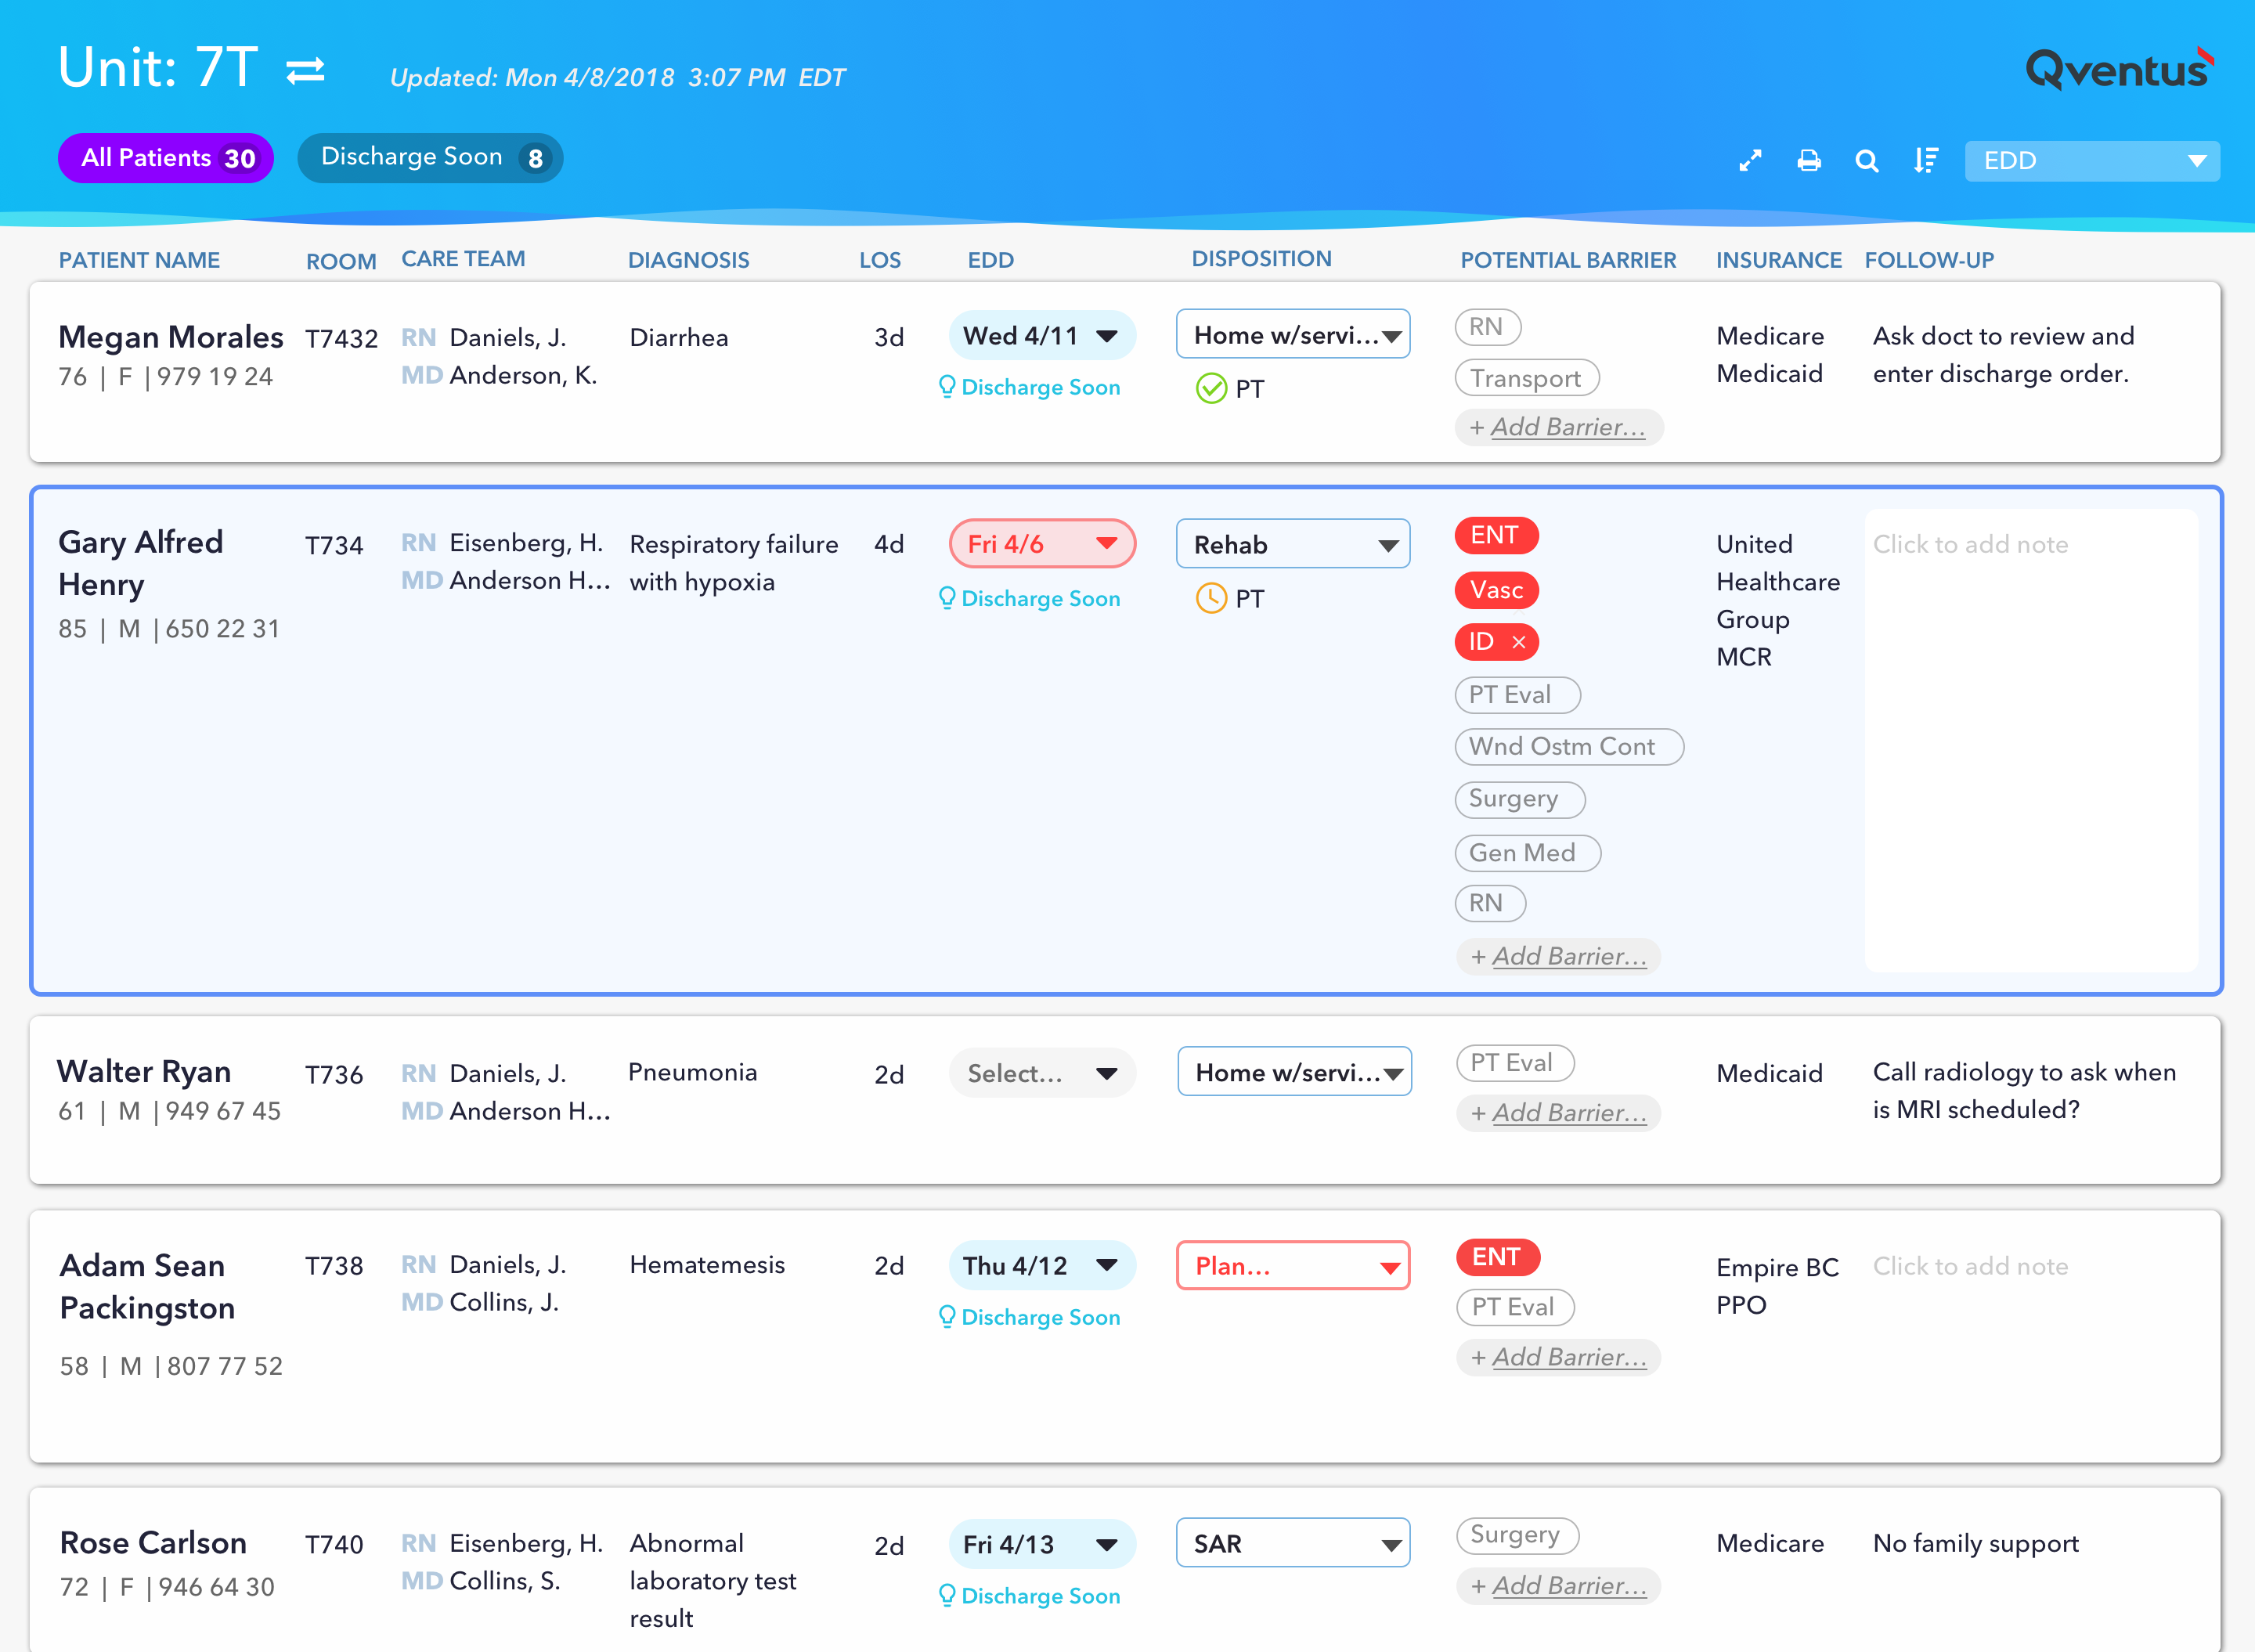 Unit: 7T
Updated: Mon 4/8/2018 3:07 PM EDT
Qventus
All Patients 30
Discharge Soon 8
EDD
PATIENT NAME ROOM CARE TEAM DIAGNOSIS LOS EDD DISPOSITION POTENTIAL BARRIER INSURANCE FOLLOW-UP
Megan Morales
76 | F | 979 19 24
T7432
RN Daniels, J.
MD Anderson, K.
Diarrhea
3d
Wed 4/11
Discharge Soon
Home w/servi...
PT
RN
Transport
+ Add Barrier...
Medicare
Medicaid
Ask doct to review and
enter discharge order.
Gary Alfred
Henry
85 | M | 650 22 31
T734
RN Eisenberg, H.
MD Anderson H...
Respiratory failure
with hypoxia
4d
Fri 4/6
Discharge Soon
Rehab
PT
ENT
Vasc
ID ×
PT Eval
Wnd Ostm Cont
Surgery
Gen Med
RN
+ Add Barrier...
United
Healthcare
Group
MCR
Click to add note
Walter Ryan
61 | M | 949 67 45
T736
RN Daniels, J.
MD Anderson H...
Pneumonia
2d
Select...
Home w/servi...
PT Eval
+ Add Barrier...
Medicaid
Call radiology to ask when
is MRI scheduled?
Adam Sean
Packingston
58 | M | 807 77 52
T738
RN Daniels, J.
MD Collins, J.
Hematemesis
2d
Thu 4/12
Discharge Soon
Plan...
ENT
PT Eval
+ Add Barrier...
Empire BC
PPO
Click to add note
Rose Carlson
72 | F | 946 64 30
T740
RN Eisenberg, H.
MD Collins, S.
Abnormal
laboratory test
result
2d
Fri 4/13
Discharge Soon
SAR
Surgery
+ Add Barrier...
Medicare
No family support